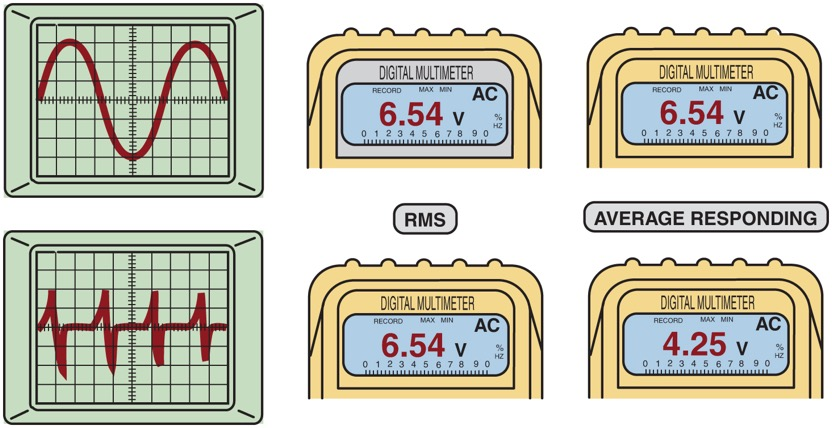 DIGITAL MULTIMETER
RECORD MAX MIN AC
6.54 V % HZ
0 1 2 3 4 5 6 7 8 9 0
DIGITAL MULTIMETER
RECORD MAX MIN AC
6.54 V % HZ
0 1 2 3 4 5 6 7 8 9 0
RMS
AVERAGE RESPONDING
DIGITAL MULTIMETER
RECORD MAX MIN AC
6.54 V % HZ
0 1 2 3 4 5 6 7 8 9 0
DIGITAL MULTIMETER
RECORD MAX MIN AC
4.25 V % HZ
0 1 2 3 4 5 6 7 8 9 0